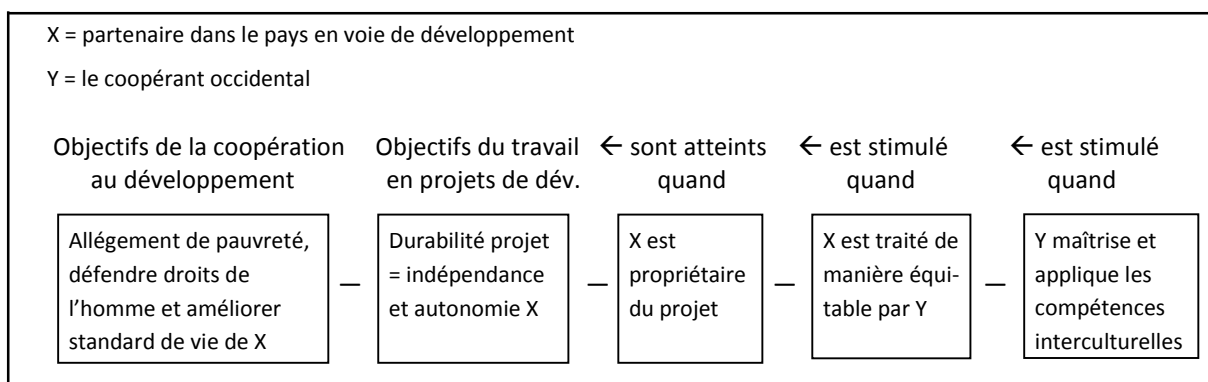 X = partenaire dans le pays en voie de développement
Y = le coopérant occidental
Objectifs de la coopération
au développement
Objectifs du travail
en projets de dév.
← sont atteints
quand
← est stimulé
quand
← est stimulé
quand
Allégement de pauvreté,
défendre droits de
l’homme et améliorer
standard de vie de X
–
Durabilité projet
= indépendance
et autonomie X
–
X est
propriétaire
du projet
–
X est traité de
manière équi-
table par Y
–
Y maîtrise et
applique les
compétences
interculturelles